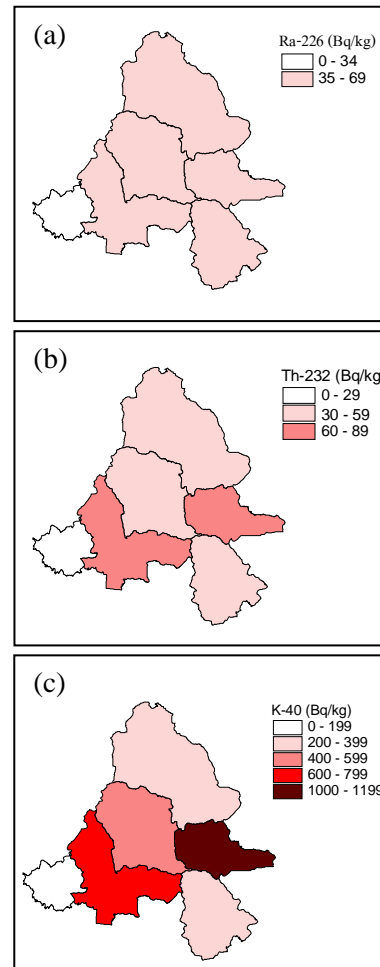 (a)
Ra-226 (Bq/kg)
0 - 34
35 - 69
(b)
Th-232 (Bq/kg
0 - 29
30 - 59
60 - 89
(c)
K-40 (Bq/kg)
0 - 199
200 - 399
400 - 599
600 - 799
1000 - 1199